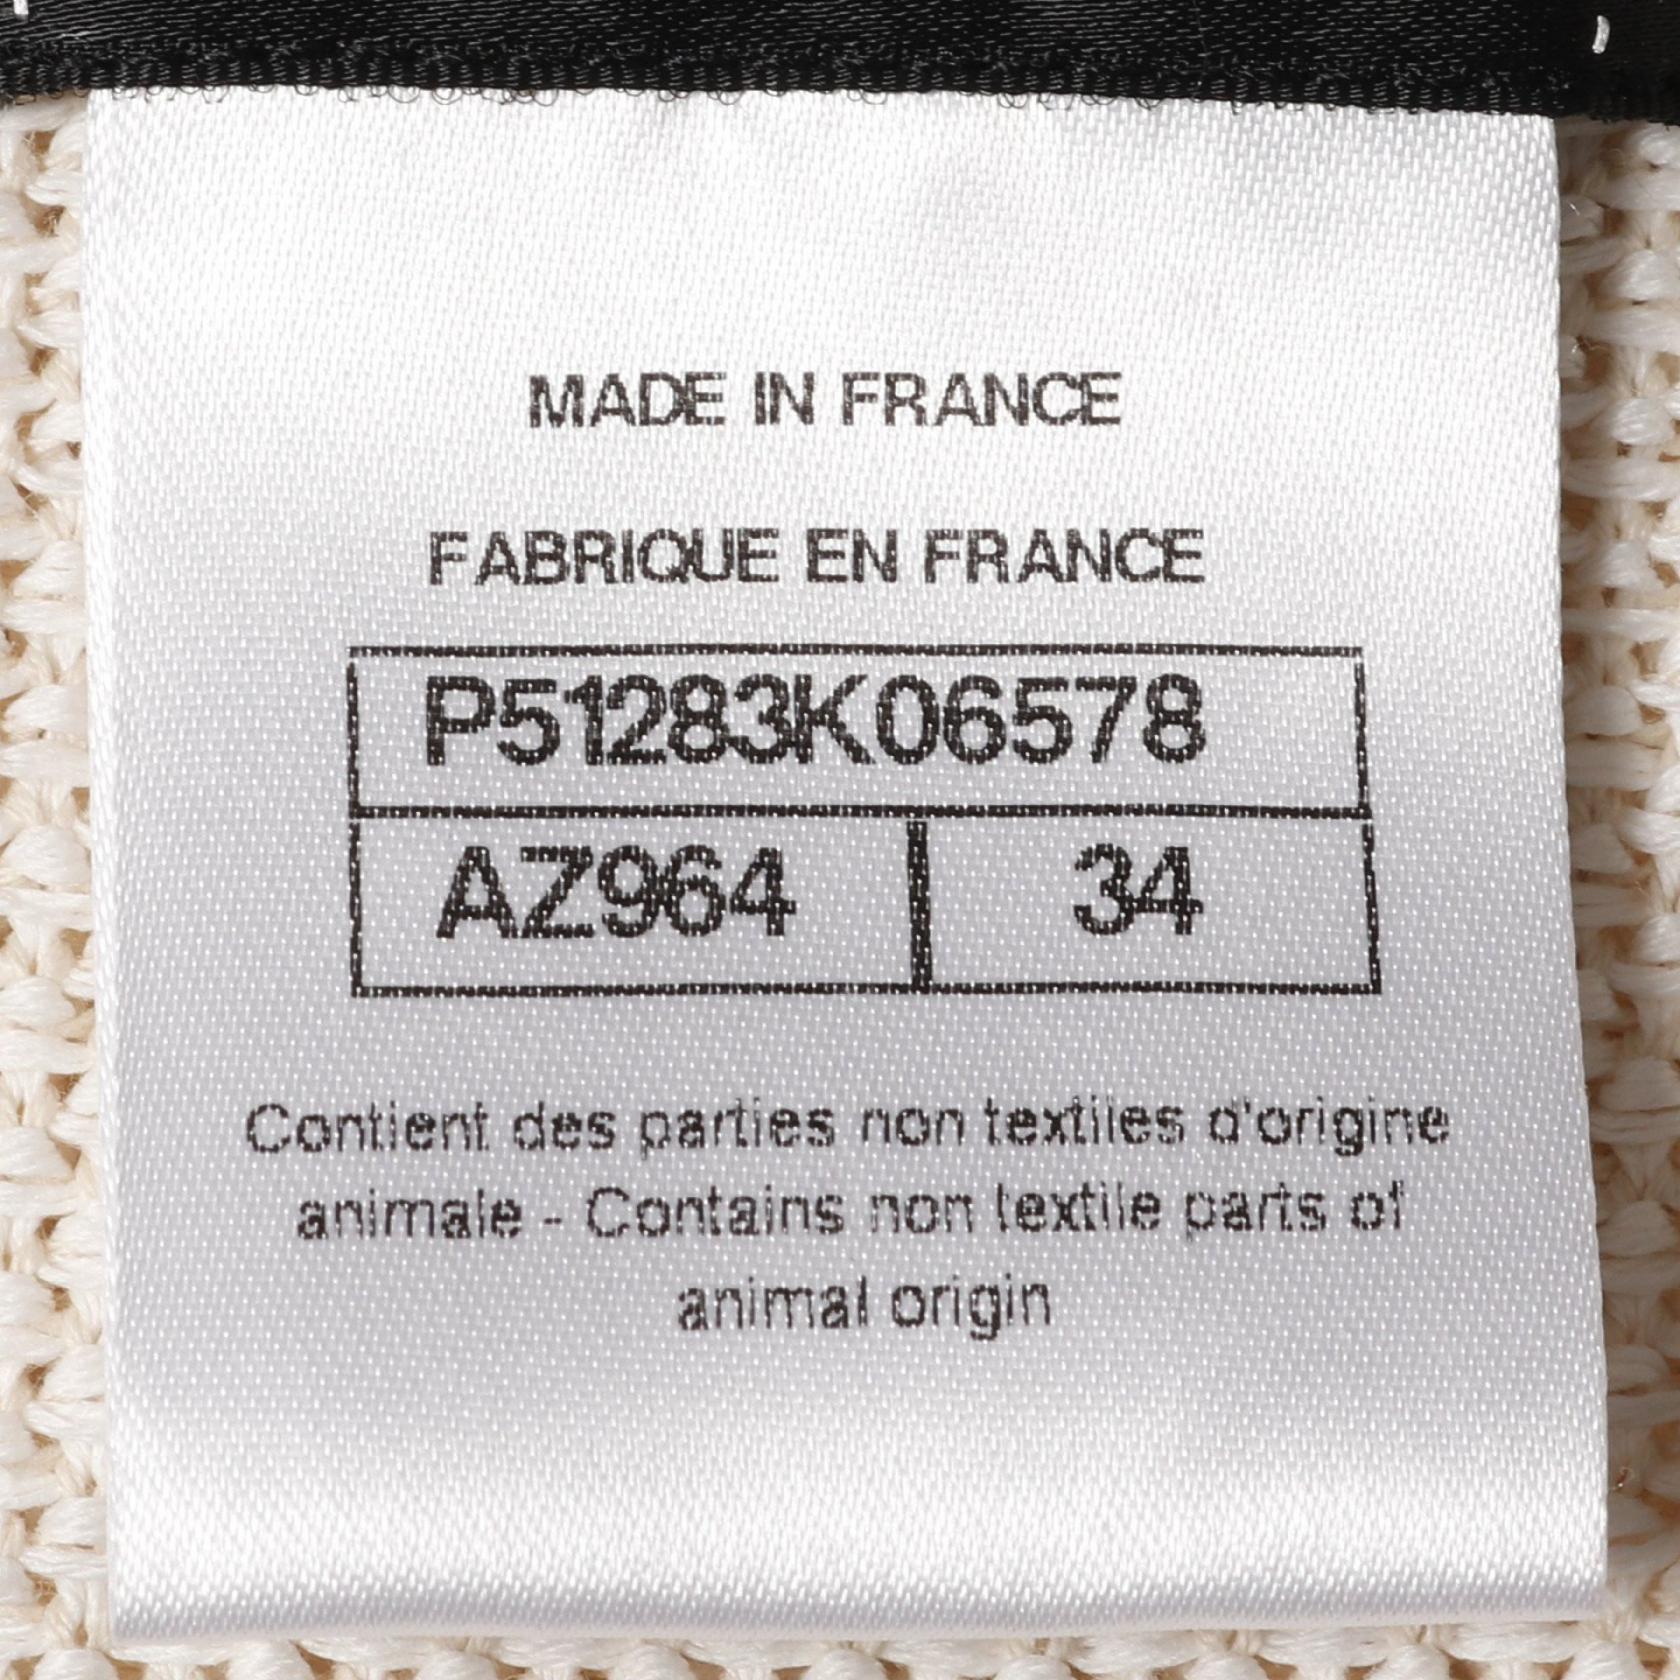 MADE IN FRANCE
FABRIQUE EN FRANCE
P51283K06578
AZ964 34
Contient des parties non textiles d'origine
animale - Contains non textile parts of
animal origin